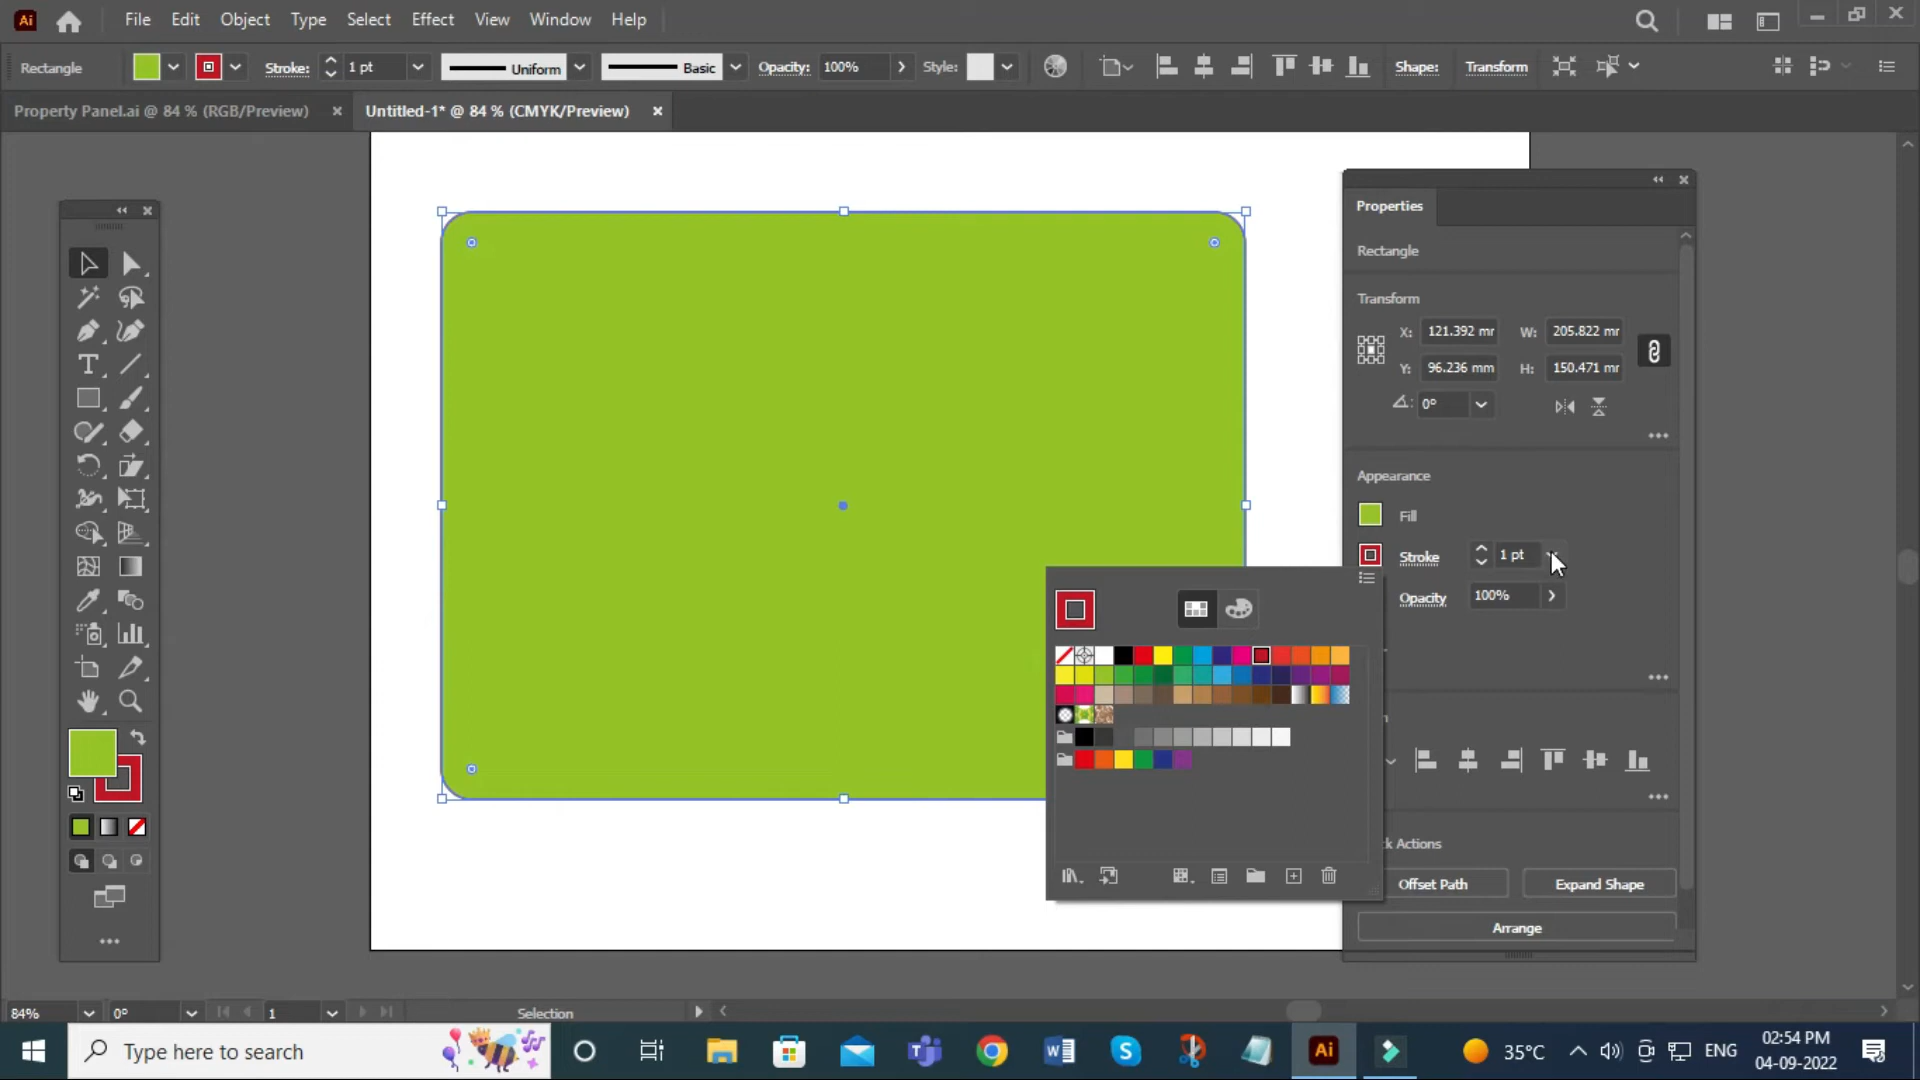 Ai File Edit Object Type Select Effect View Window Help
Rectangle Stroke: 1 pt Uniform Basic Opacity: 100% Style: Shape: Transform
Property Panel.ai @ 84 % (RGB/Preview) × Untitled-1* @ 84 % (CMYK/Preview) ×
Properties
Rectangle
Transform
X: 121.392 mr W: 205.822 mr
Y: 96.236 mm H: 150.471 mr
0°
Appearance
Fill
Stroke 1 pt
Opacity 100%
k Actions
Offset Path Expand Shape
Arrange
84% 0° 1 Selection
Type here to search
35°C ENG
02:54 PM
04-09-2022